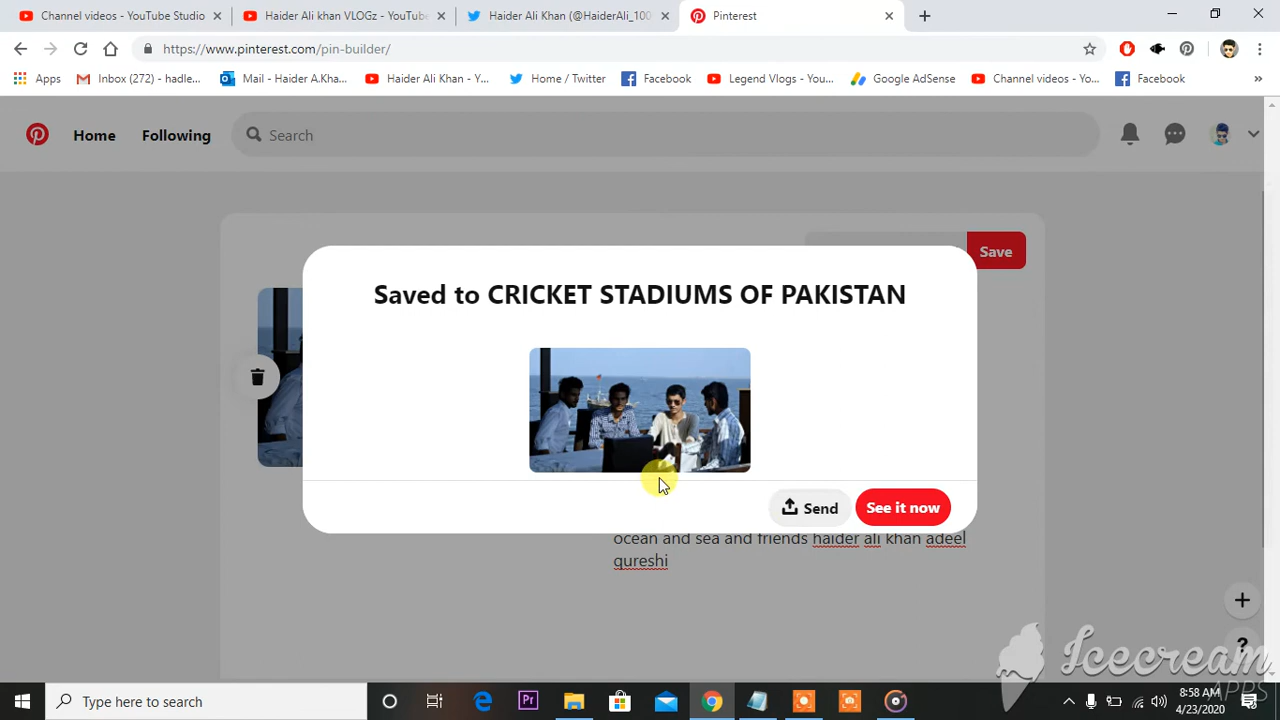 Channel videos - YouTube Studio
Haider Ali khan VLOGz - YouTube
Haider Ali Khan (@HaiderAli_100
Pinterest
https://www.pinterest.com/pin-builder/
Apps
Inbox (272) - hadle...
Mail - Haider A.Kha...
Haider Ali Khan - Y...
Home / Twitter
Facebook
Legend Vlogs - You...
Google AdSense
Channel videos - Yo...
Facebook
»
Home
Following
Search
Save
Saved to CRICKET STADIUMS OF PAKISTAN
Send
See it now
ocean and sea and friends haider ali khan adeel
qureshi
+
?
Icecream
APPS
Type here to search
Pr
8:58 AM
4/23/2020